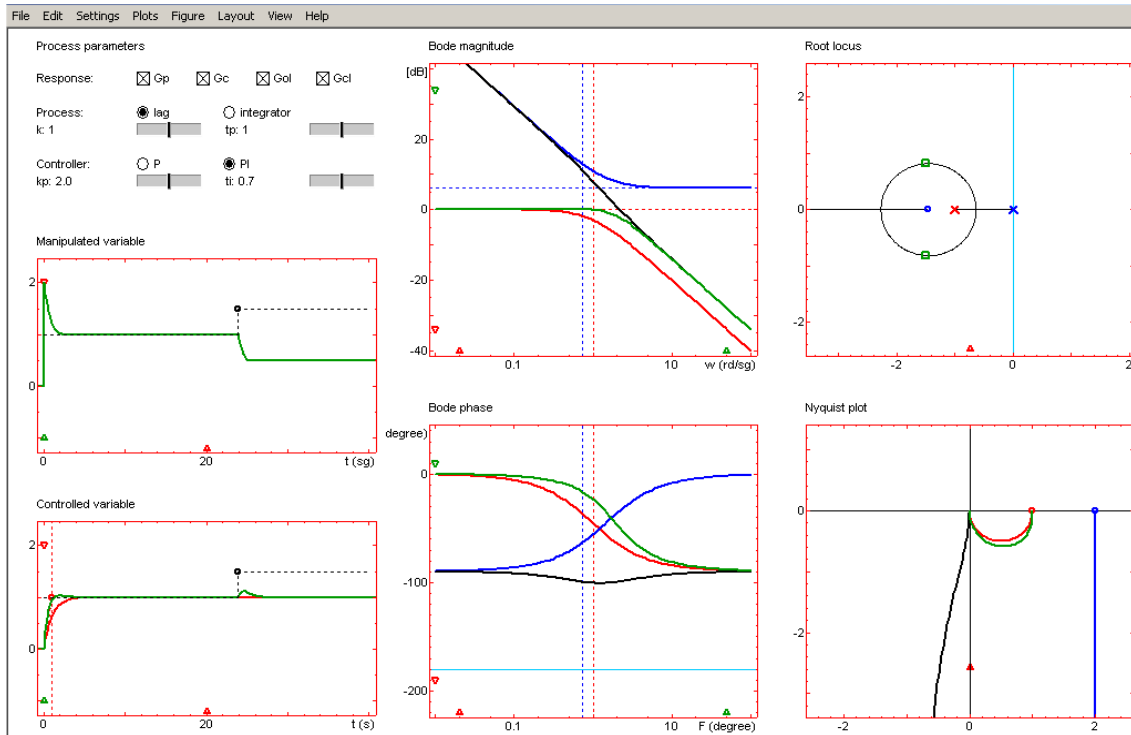 File Edit Settings Plots Figure Layout View Help
Process parameters
Response: Gp Gc Gol Gcl
Process: lag integrator
k: 1 tp: 1
Controller: P PI
kp: 2.0 ti: 0.7
Manipulated variable
2
0
0 20 t (sg)
Controlled variable
2
0
0 20 t (s)
Bode magnitude
[dB]
20
0
-20
-40
0.1 10 w (rd/sg)
Bode phase
degree)
0
-100
-200
0.1 10 F (degree)
Root locus
2
0
-2
-2 0 2
Nyquist plot
0
-2
-2 0 2